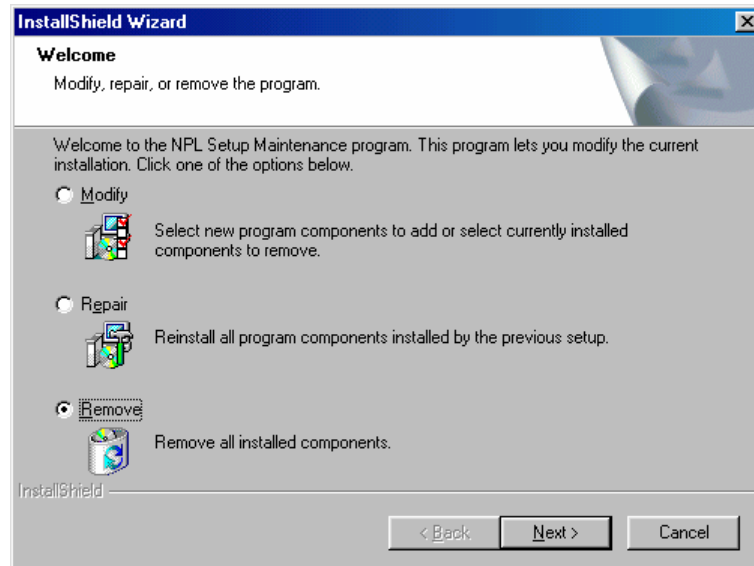 InstallShield Wizard
Welcome
Modify, repair, or remove the program.
Welcome to the NPL Setup Maintenance program. This program lets you modify the current
installation. Click one of the options below.
Modify
Select new program components to add or select currently installed
components to remove.
Repair
Reinstall all program components installed by the previous setup.
Remove
Remove all installed components.
InstallShield
< Back
Next >
Cancel